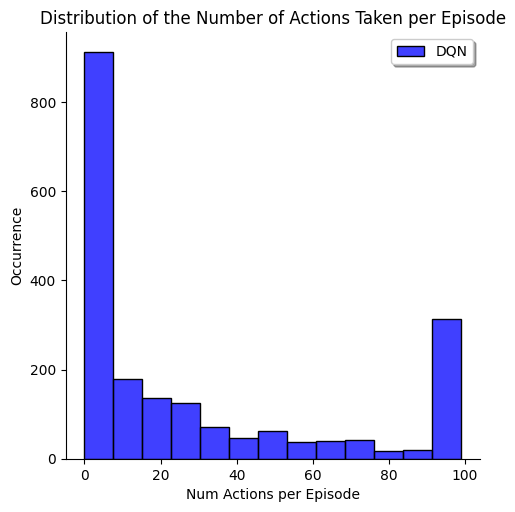 Distribution of the Number of Actions Taken per Episode
DQN
800
600
400
200
0
Occurrence
0 20 40 60 80 100
Num Actions per Episode